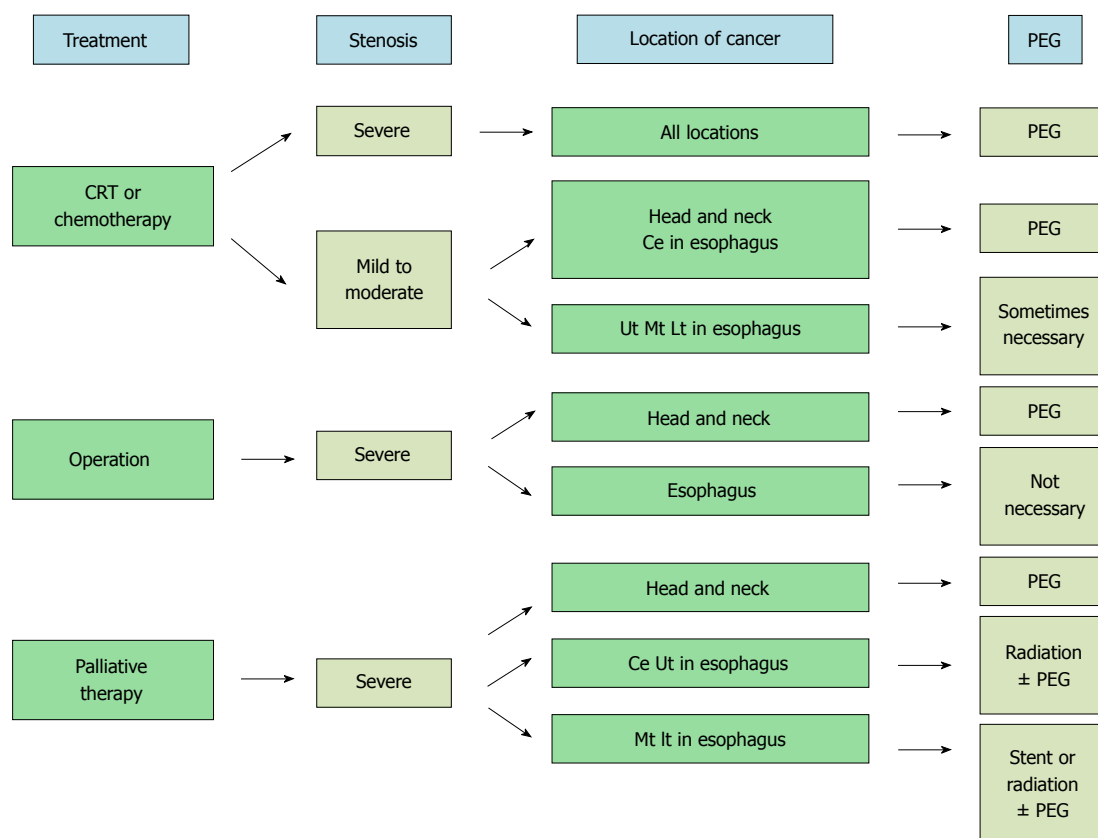 Treatment
Stenosis
Location of cancer
PEG
CRT or
chemotherapy
Severe
All locations
PEG
Mild to
moderate
Head and neck
Ce in esophagus
PEG
Ut Mt Lt in esophagus
Sometimes
necessary
Operation
Severe
Head and neck
PEG
Esophagus
Not
necessary
Palliative
therapy
Severe
Head and neck
PEG
Ce Ut in esophagus
Radiation
± PEG
Mt lt in esophagus
Stent or
radiation
± PEG